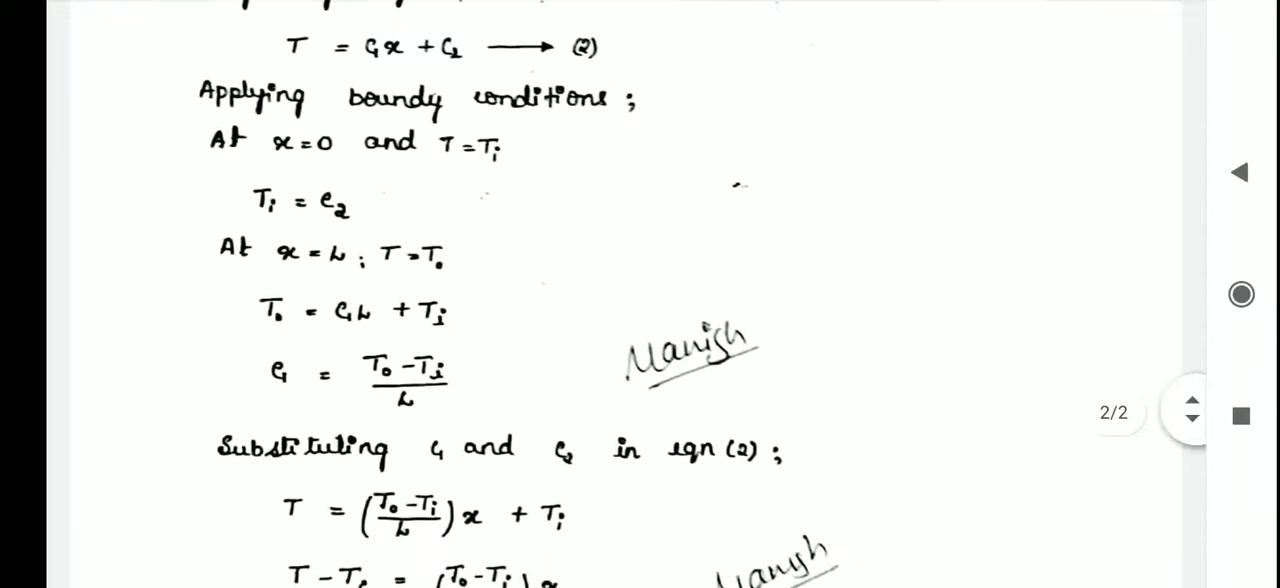 T = C₁x + C₂ ⟶ (2)
Applying boundy conditions ;
At x = 0 and T = Tᵢ
Tᵢ = C₂
At x = L ; T = T₀
T₀ = C₁L + Tᵢ
C₁ = (T₀ - Tᵢ)/L
Manish
2/2
Substituting C₁ and C₂ in eqn (2) ;
T = ((T₀ - Tᵢ)/L) x + Tᵢ
Manish